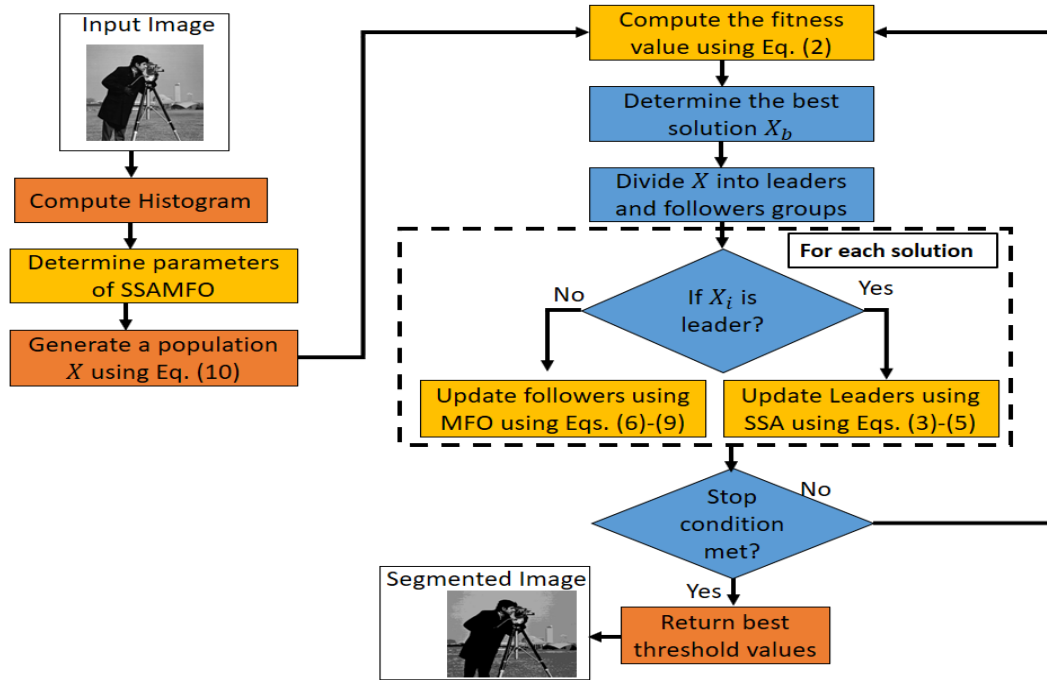 Input Image
Compute Histogram
Determine parameters
of SSAMFO
Generate a population
X using Eq. (10)
Compute the fitness
value using Eq. (2)
Determine the best
solution X_b
Divide X into leaders
and followers groups
For each solution
If X_i is
leader?
No
Yes
Update followers using
MFO using Eqs. (6)-(9)
Update Leaders using
SSA using Eqs. (3)-(5)
Stop
condition
met?
No
Yes
Return best
threshold values
Segmented Image